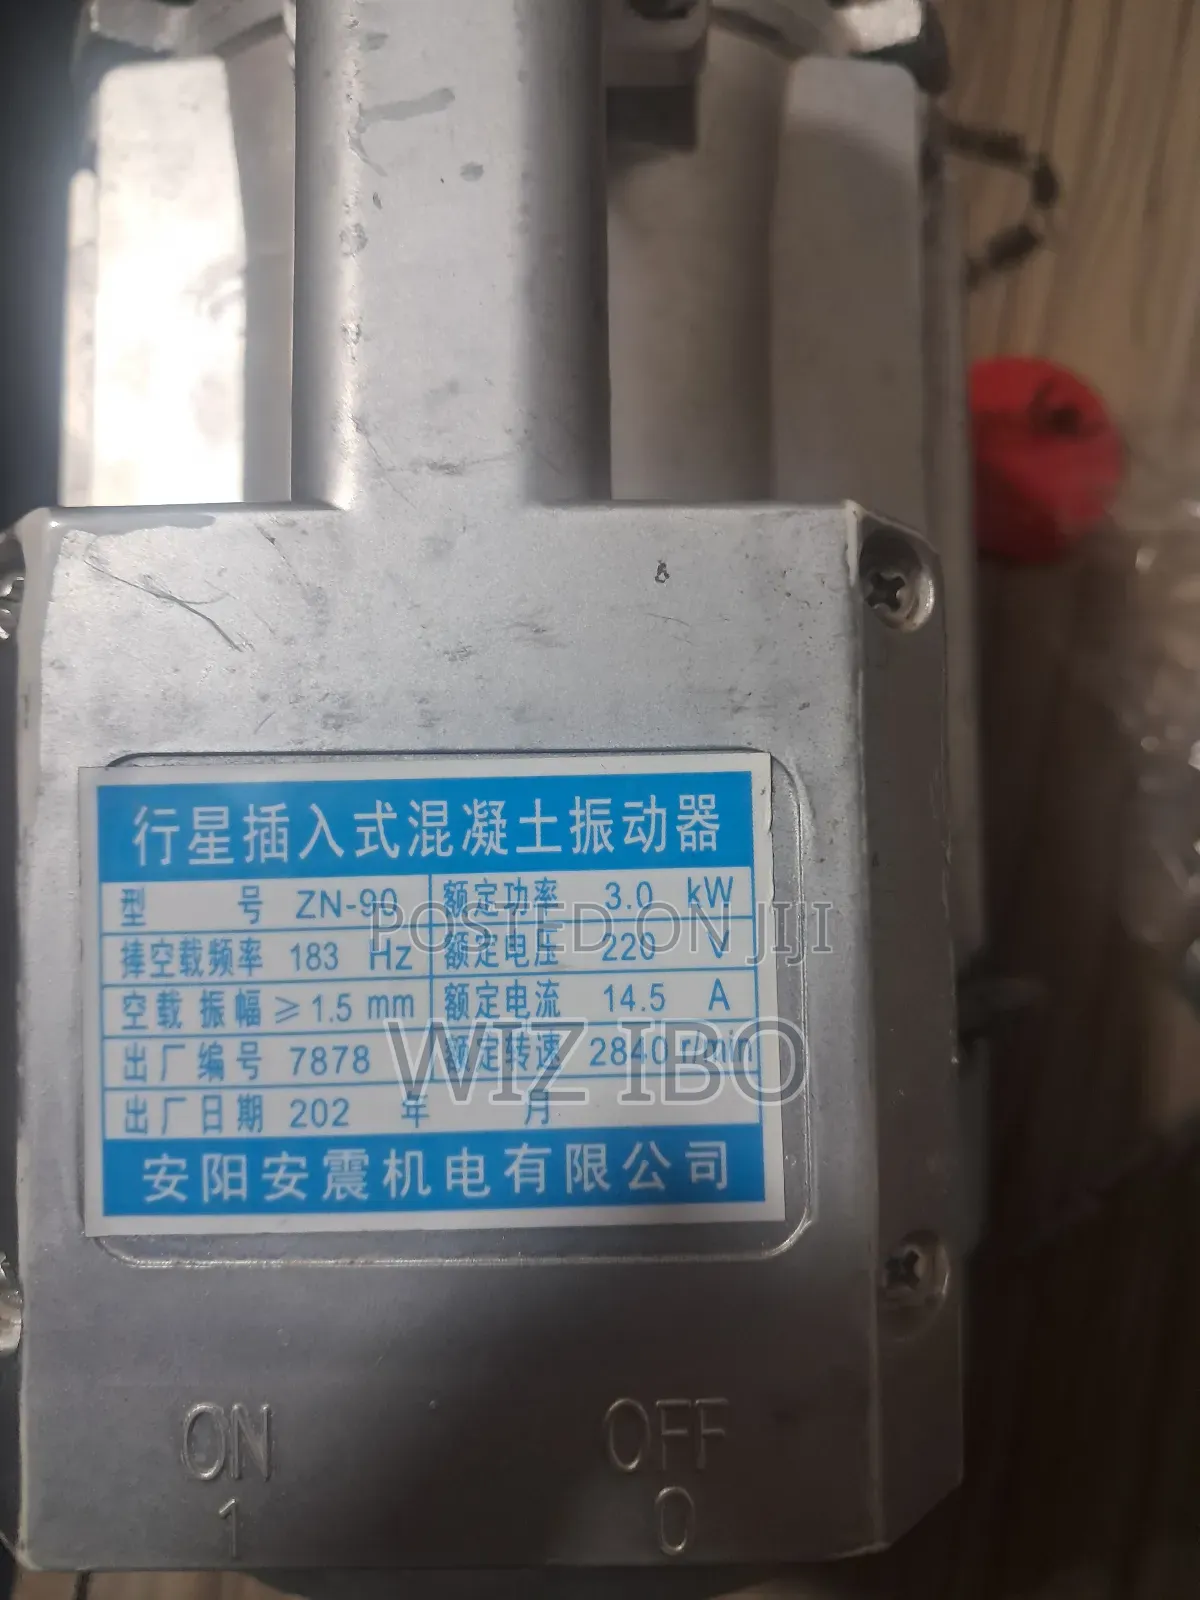 行星插入式混凝土振动器
型 号 ZN-90 额定功率 3.0 kW
捧空载频率 183 Hz 额定电压 220 V
空载振幅 ≥1.5 mm 额定电流 14.5 A
出厂编号 7878 额定转速 2840 r/min
出厂日期 202 年 月
安阳安震机电有限公司
POSTED ON JIJI
WIZ IBO
ON OFF
1 0